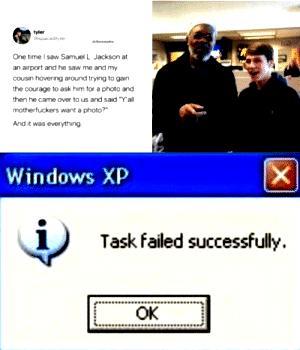 tyler
One time I saw Samuel L Jackson at
an airport and he saw me and my
cousin hovering around trying to gain
the courage to ask him for a photo and
then he came over to us and said "Y'all
motherfuckers want a photo?"
And it was everything.
Windows XP
Task failed successfully.
OK